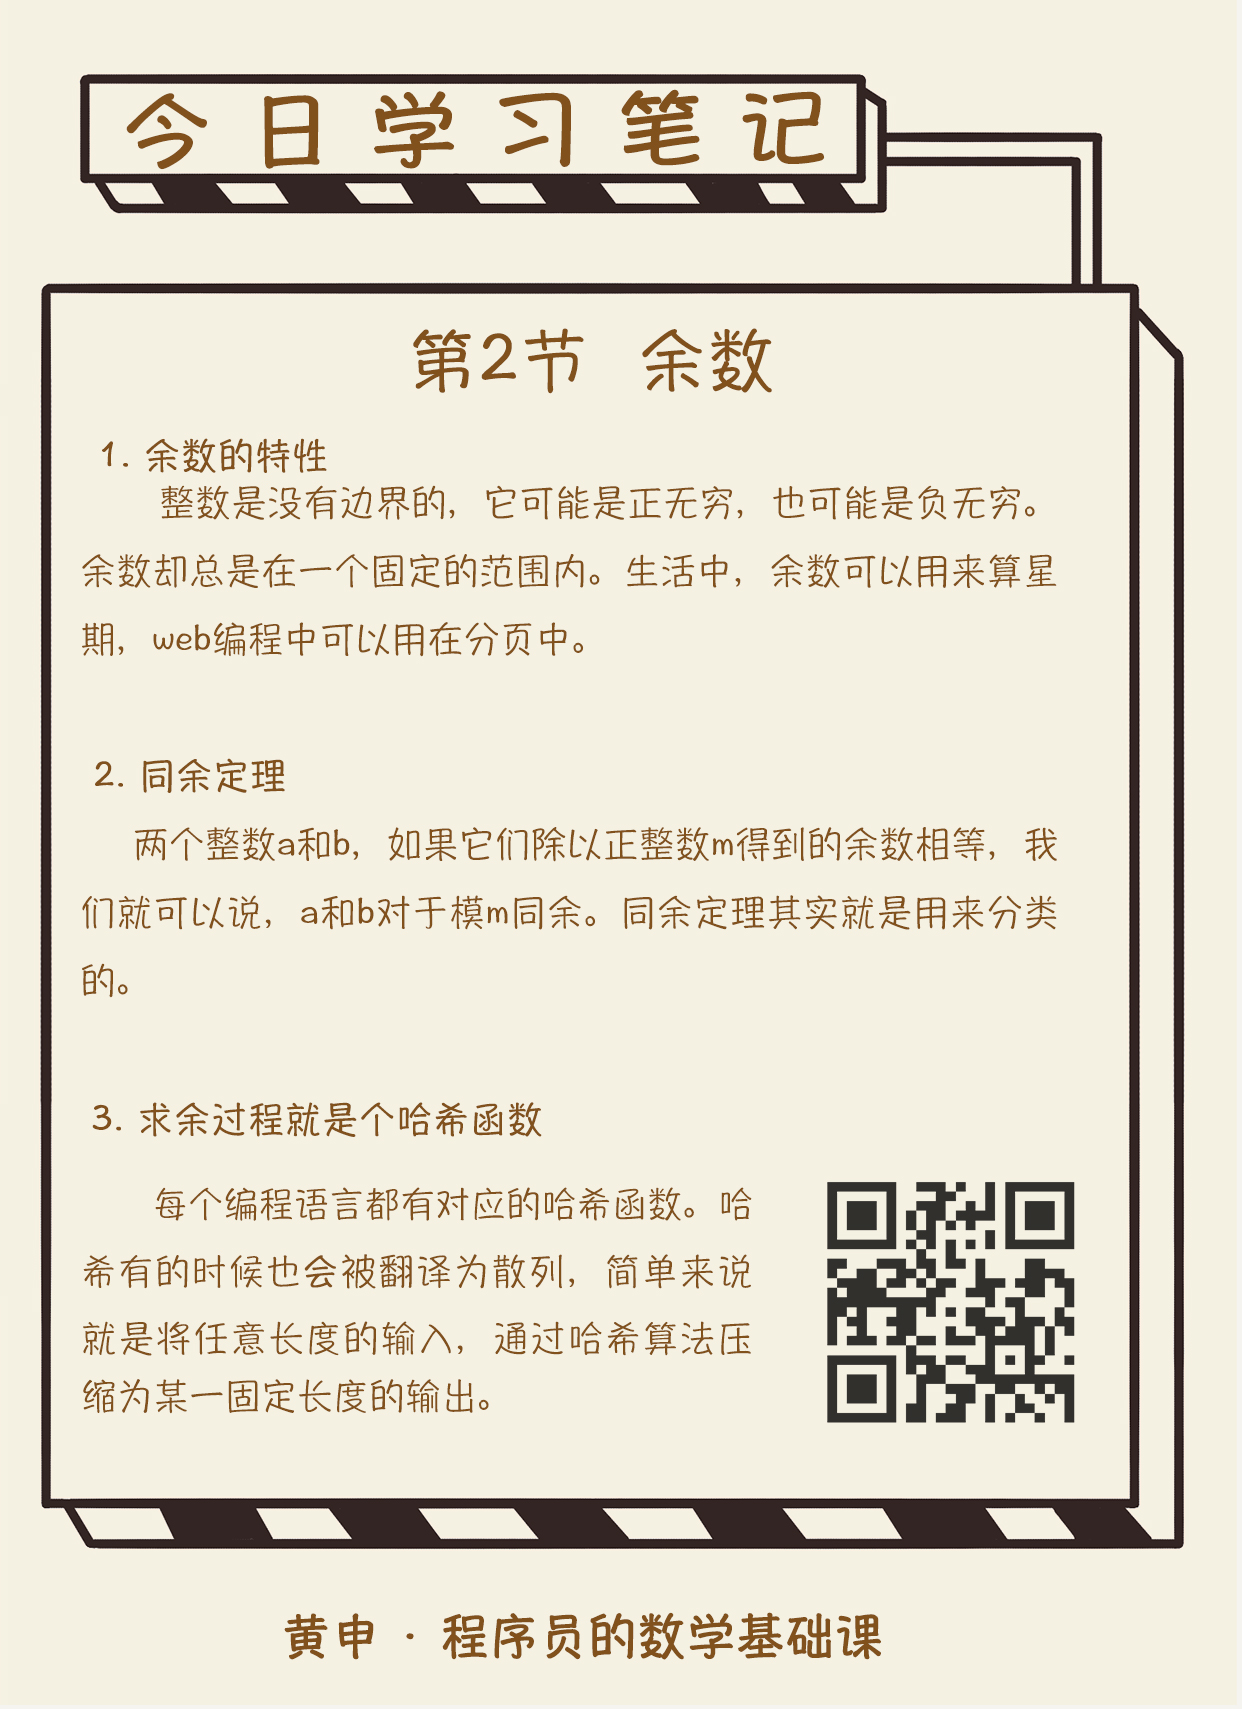 今日学习笔记
第2节 余数
1. 余数的特性
整数是没有边界的，它可能是正无穷，也可能是负无穷。
余数却总是在一个固定的范围内。生活中，余数可以用来算星
期，web编程中可以用在分页中。
2. 同余定理
两个整数a和b，如果它们除以正整数m得到的余数相等，我
们就可以说，a和b对于模m同余。同余定理其实就是用来分类
的。
3. 求余过程就是个哈希函数
每个编程语言都有对应的哈希函数。哈
希有的时候也会被翻译为散列，简单来说
就是将任意长度的输入，通过哈希算法压
缩为某一固定长度的输出。
黄申 · 程序员的数学基础课